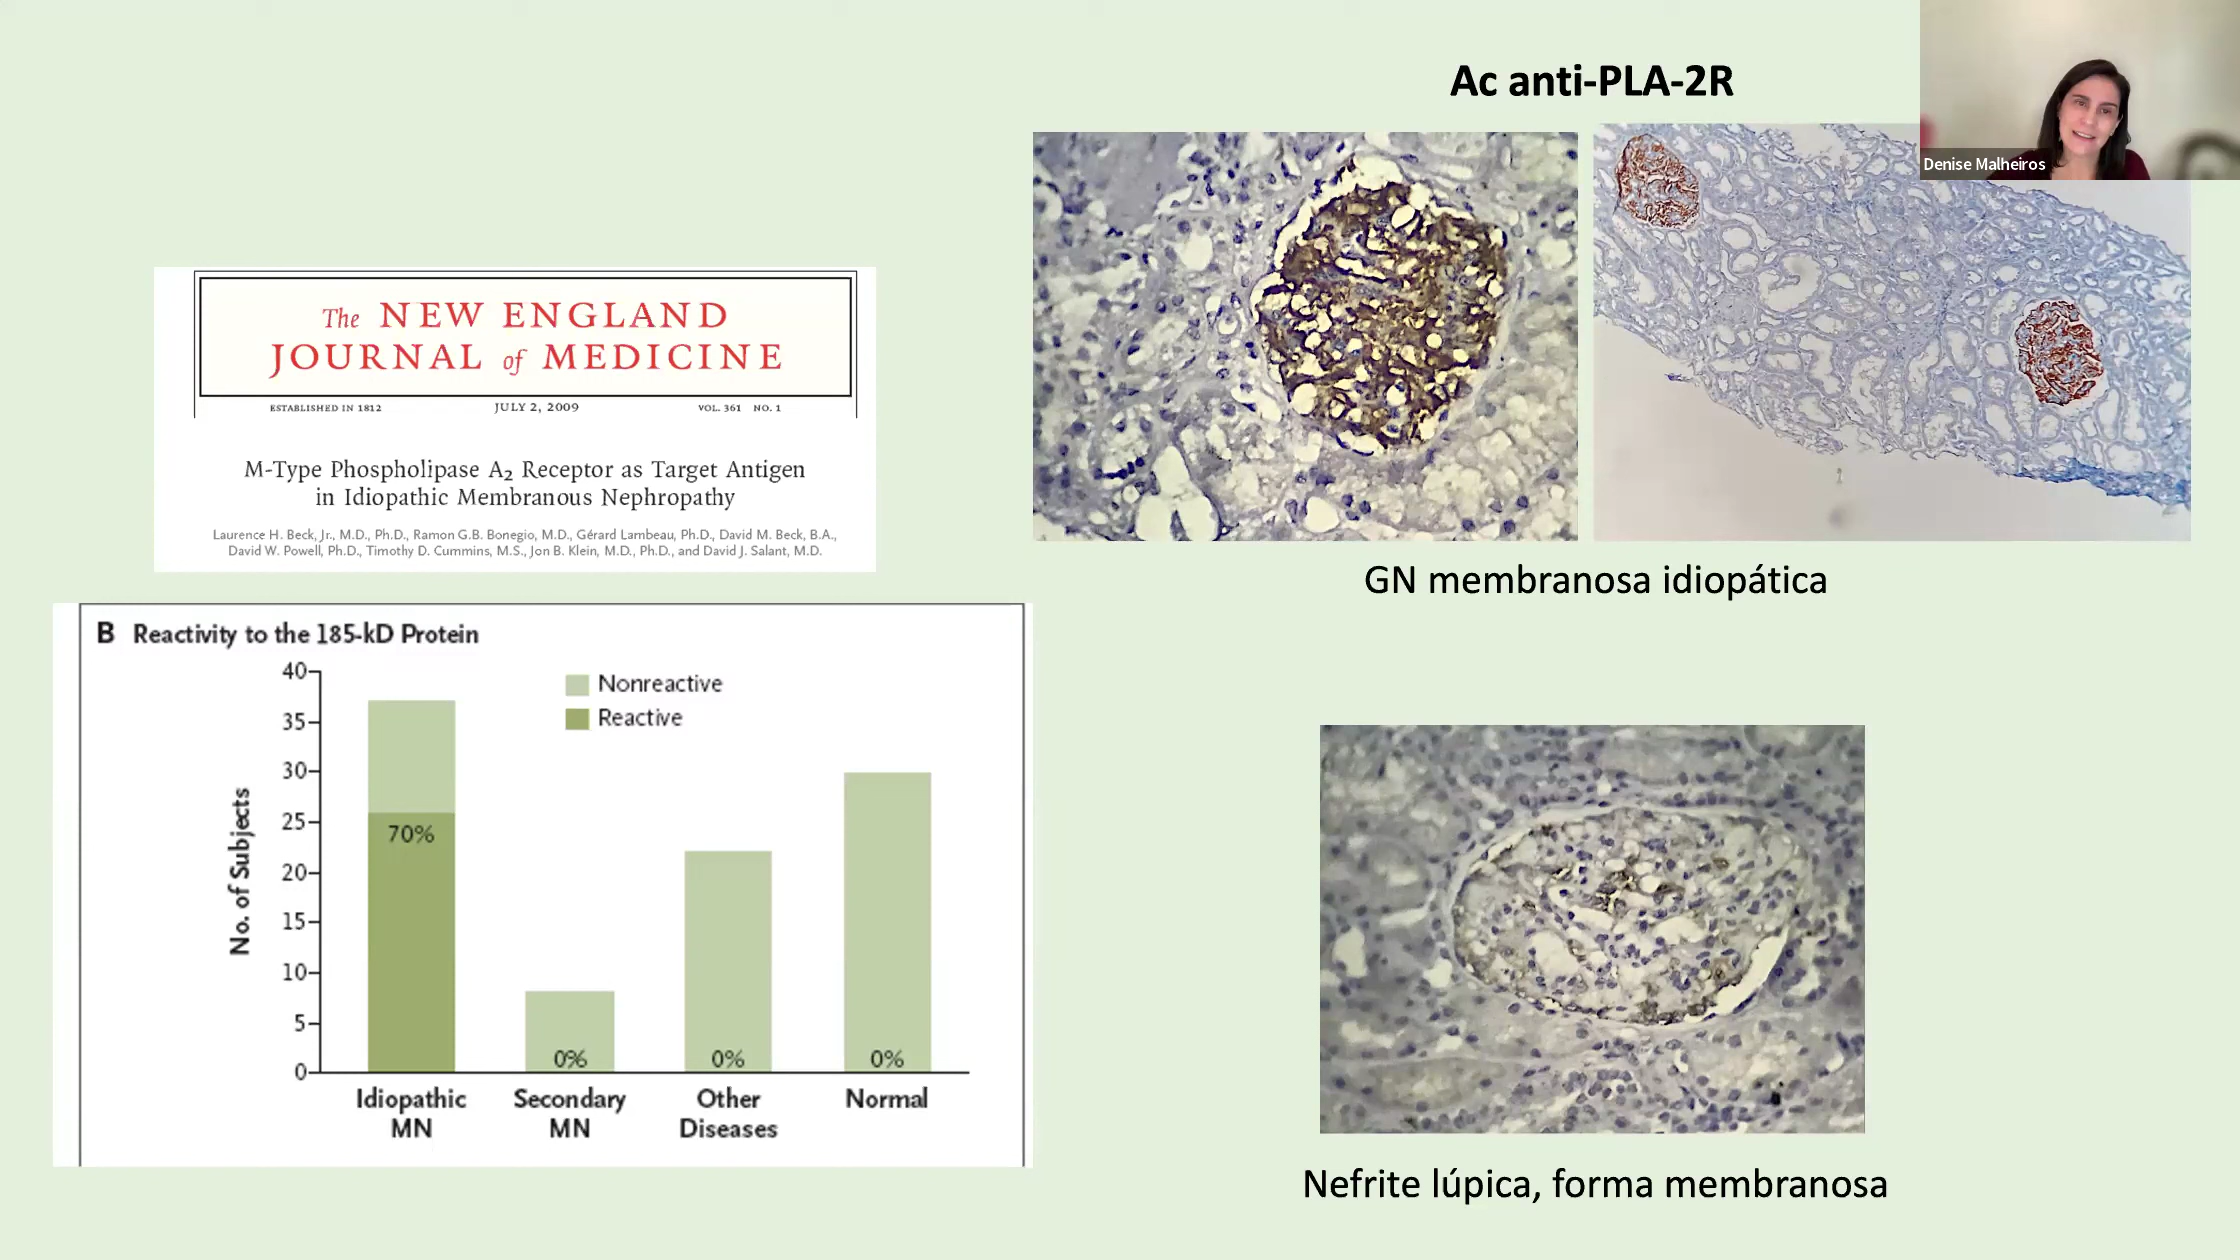 Ac anti-PLA-2R
Denise Malheiros
The NEW ENGLAND
JOURNAL of MEDICINE
ESTABLISHED IN 1812 JULY 2, 2009 VOL. 361 NO. 1
M-Type Phospholipase A₂ Receptor as Target Antigen
in Idiopathic Membranous Nephropathy
Laurence H. Beck, Jr., M.D., Ph.D., Ramon G.B. Bonegio, M.D., Gérard Lambeau, Ph.D., David M. Beck, B.A.,
David W. Powell, Ph.D., Timothy D. Cummins, M.S., Jon B. Klein, M.D., Ph.D., and David J. Salant, M.D.
GN membranosa idiopática
B Reactivity to the 185-kD Protein
Nonreactive
Reactive
No. of Subjects
40
35
30
25
20
15
10
5
0
70%
0%
0%
0%
Idiopathic
MN
Secondary
MN
Other
Diseases
Normal
Nefrite lúpica, forma membranosa